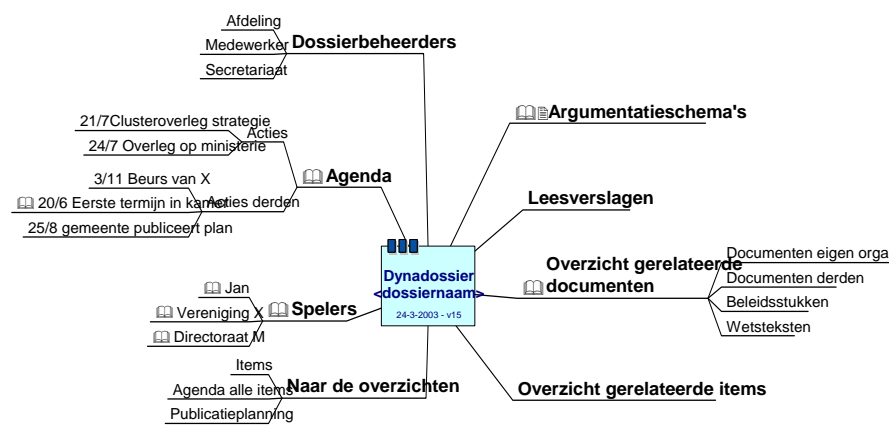 Afdeling
Medewerker
Secretariaat
Dossierbeheerders
21/7Clusteroverleg strategie
24/7 Overleg op ministerie
Acties
3/11 Beurs van X
20/6 Eerste termijn in kamer
25/8 gemeente publiceert plan
Acties derden
Agenda
Jan
Vereniging X
Directoraat M
Spelers
Items
Agenda alle items
Publicatieplanning
Naar de overzichten
Dynadossier
<dossiernaam>
24-3-2003 - v15
Argumentatieschema's
Leesverslagen
Overzicht gerelateerde
documenten
Documenten eigen orga
Documenten derden
Beleidsstukken
Wetsteksten
Overzicht gerelateerde items